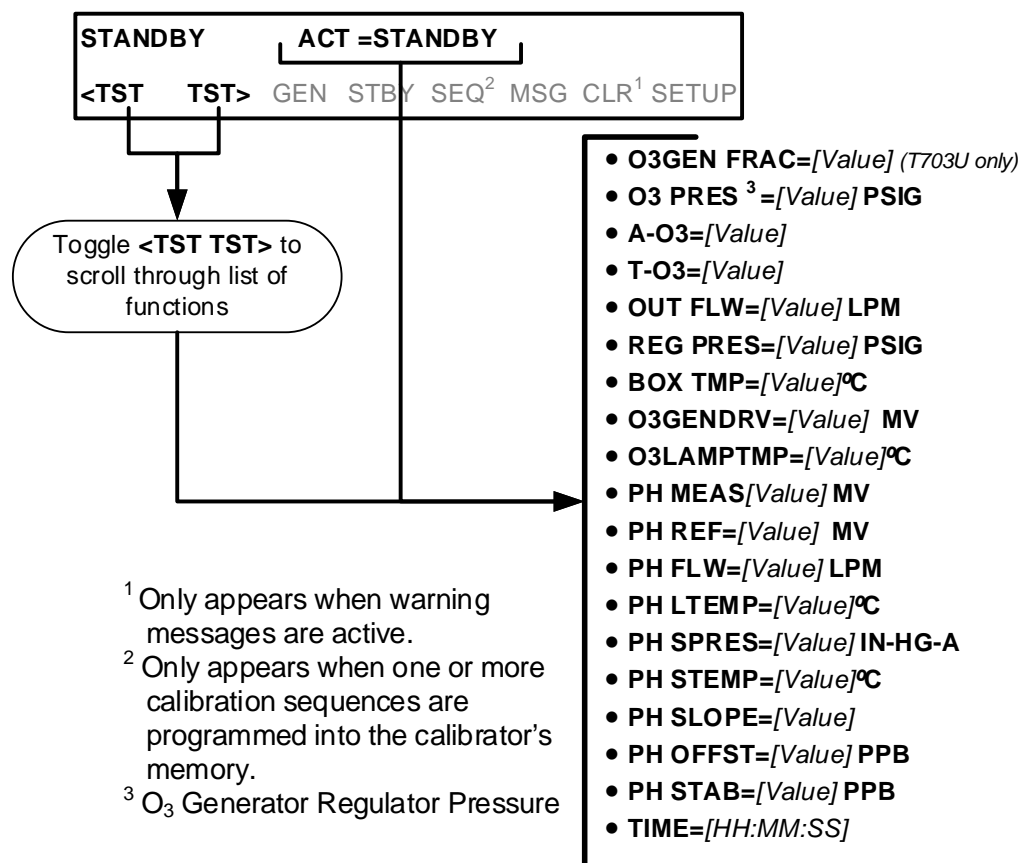 STANDBY ACT =STANDBY
<TST TST> GEN STBY SEQ2 MSG CLR1 SETUP
Toggle <TST TST> to
scroll through list of
functions
• O3GEN FRAC=[Value] (T703U only)
• O3 PRES 3 =[Value] PSIG
• A-O3=[Value]
• T-O3=[Value]
• OUT FLW=[Value] LPM
• REG PRES=[Value] PSIG
• BOX TMP=[Value]ºC
• O3GENDRV=[Value] MV
• O3LAMPTMP=[Value]ºC
• PH MEAS[Value] MV
• PH REF=[Value] MV
• PH FLW=[Value] LPM
• PH LTEMP=[Value]ºC
• PH SPRES=[Value] IN-HG-A
• PH STEMP=[Value]ºC
• PH SLOPE=[Value]
• PH OFFST=[Value] PPB
• PH STAB=[Value] PPB
• TIME=[HH:MM:SS]
1 Only appears when warning
messages are active.
2 Only appears when one or more
calibration sequences are
programmed into the calibrator's
memory.
3 O3 Generator Regulator Pressure